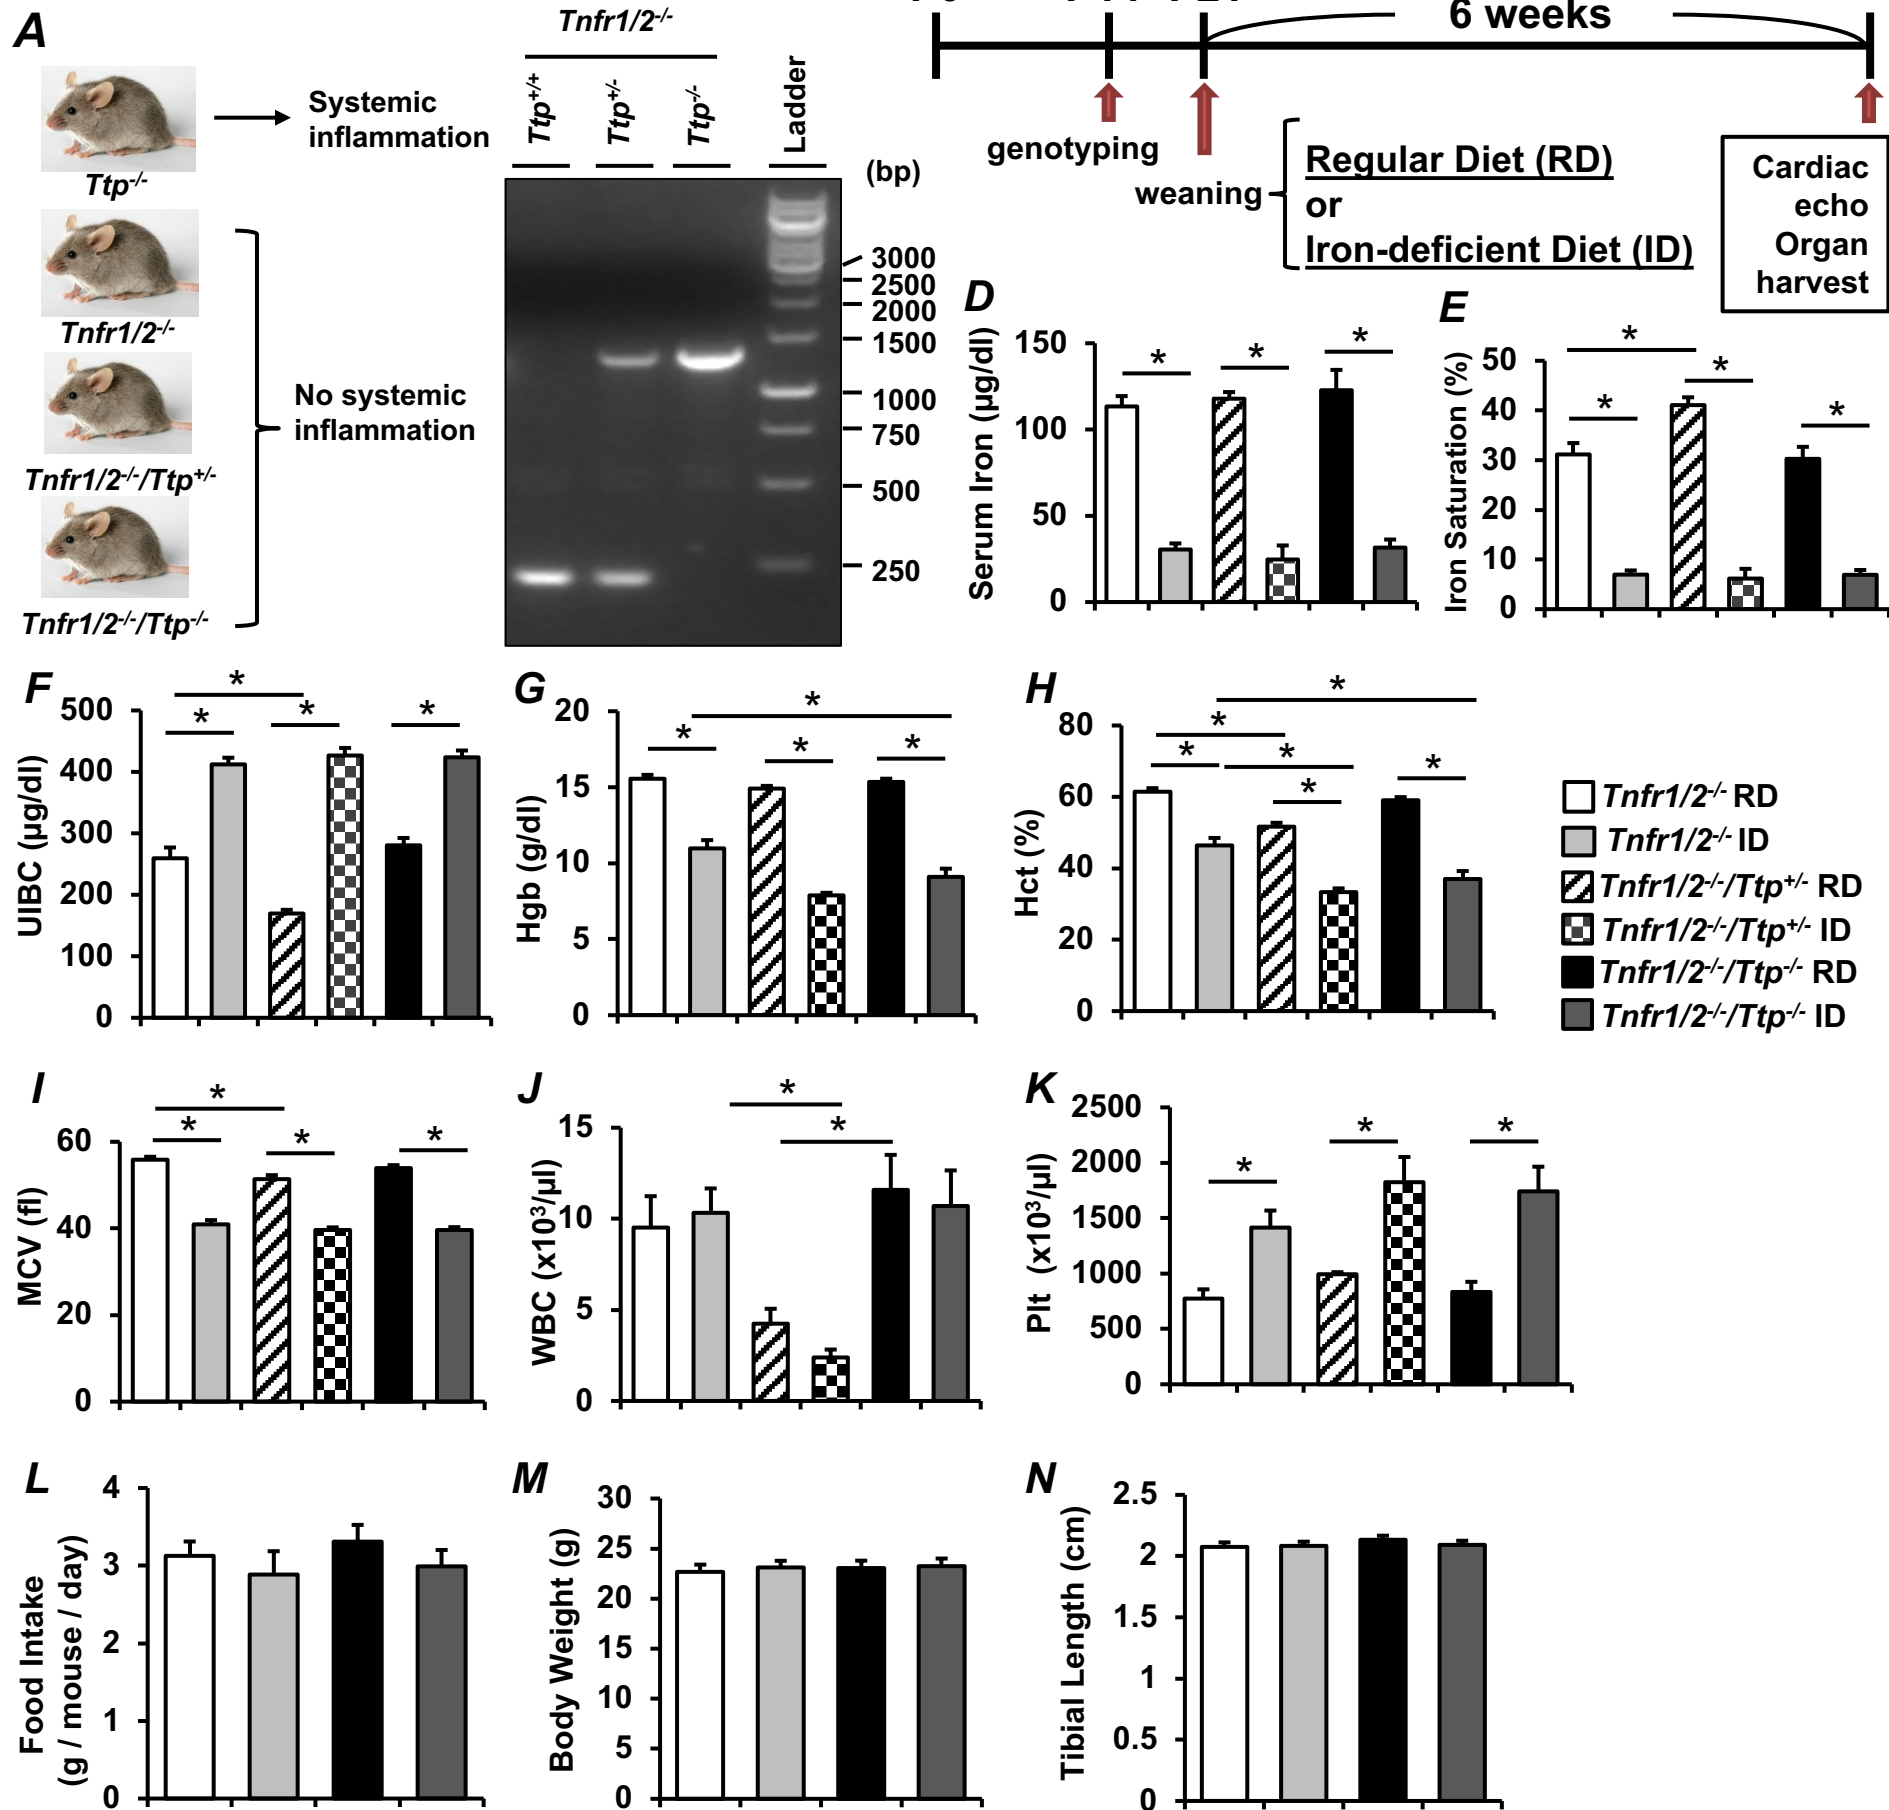 A
Systemic
inflammation
Ttp-/-
Tnfr1/2-/-
Tnfr1/2-/-/Ttp+/-
Tnfr1/2-/-/Ttp-/-
No systemic
inflammation
Tnfr1/2-/-
Ttp+/+
Ttp+/-
Ttp-/-
Ladder
(bp)
3000
2500
2000
1500
1000
750
500
250
6 weeks
genotyping
weaning
Regular Diet (RD)
or
Iron-deficient Diet (ID)
Cardiac
echo
Organ
harvest
D
Serum Iron (µg/dl)
150
100
50
0
* * *
E
Iron Saturation (%)
50
40
30
20
10
0
* * * *
F
UIBC (µg/dl)
500
400
300
200
100
0
* * * *
G
Hgb (g/dl)
20
15
10
5
0
* * * *
H
Hct (%)
80
60
40
20
0
* * * * * *
Tnfr1/2-/- RD
Tnfr1/2-/- ID
Tnfr1/2-/-/Ttp+/- RD
Tnfr1/2-/-/Ttp+/- ID
Tnfr1/2-/-/Ttp-/- RD
Tnfr1/2-/-/Ttp-/- ID
I
MCV (fl)
60
40
20
0
* * * *
J
WBC (x10³/µl)
15
10
5
0
* *
K
Plt (x10³/µl)
2500
2000
1500
1000
500
0
* * *
L
Food Intake
(g / mouse / day)
4
3
2
1
0
M
Body Weight (g)
30
25
20
15
10
5
0
N
Tibial Length (cm)
2.5
2
1.5
1
0.5
0